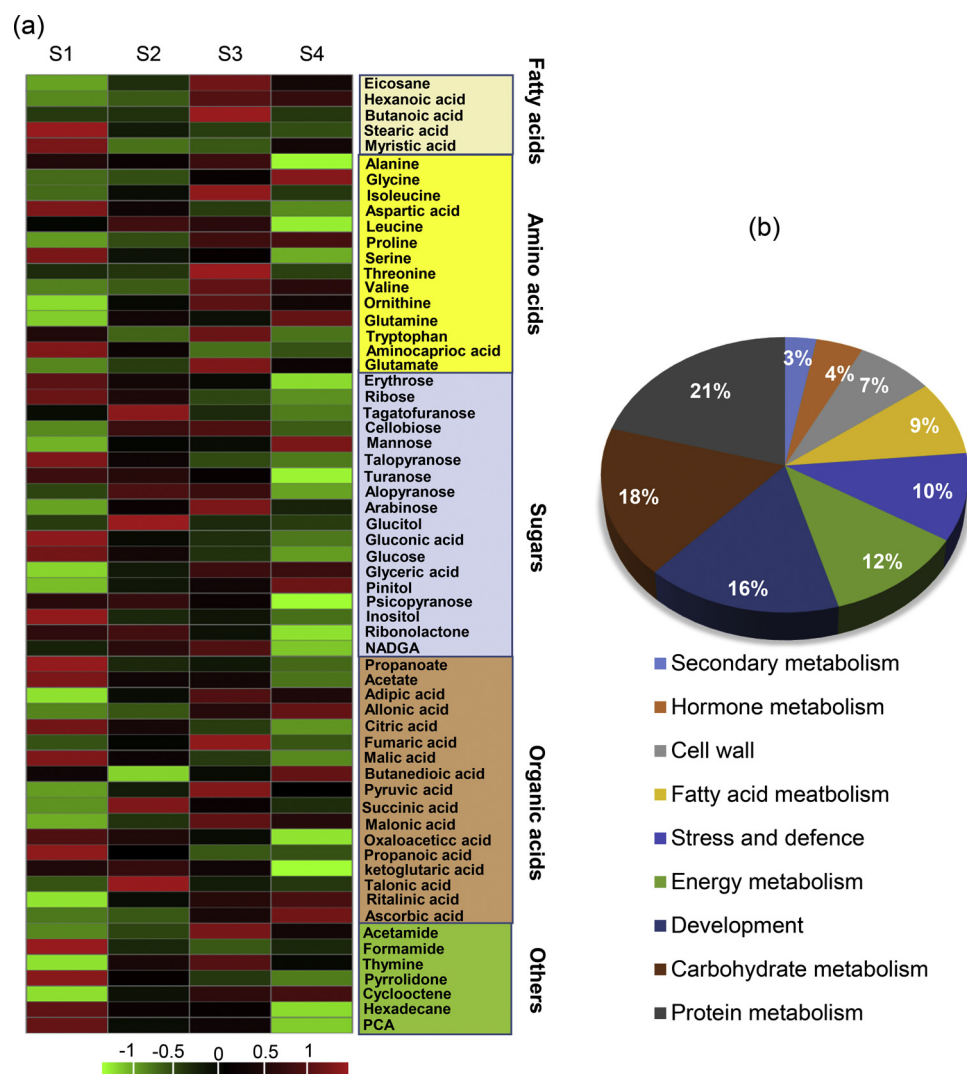 (a)
S1 S2 S3 S4
Fatty acids
Eicosane
Hexanoic acid
Butanoic acid
Stearic acid
Myristic acid
Amino acids
Alanine
Glycine
Isoleucine
Aspartic acid
Leucine
Proline
Serine
Threonine
Valine
Ornithine
Glutamine
Tryptophan
Aminocaprioc acid
Glutamate
Sugars
Erythrose
Ribose
Tagatofuranose
Cellobiose
Mannose
Talopyranose
Turanose
Alopyranose
Arabinose
Glucitol
Gluconic acid
Glucose
Glyceric acid
Pinitol
Psicopyranose
Inositol
Ribonolactone
NADGA
Organic acids
Propanoate
Acetate
Adipic acid
Allonic acid
Citric acid
Fumaric acid
Malic acid
Butanedioic acid
Pyruvic acid
Succinic acid
Malonic acid
Oxaloaceticc acid
Propanoic acid
ketoglutaric acid
Talonic acid
Ritalinic acid
Ascorbic acid
Others
Acetamide
Formamide
Thymine
Pyrrolidone
Cyclooctene
Hexadecane
PCA
-1 -0.5 0 0.5 1
(b)
3%
4%
7%
9%
10%
12%
16%
18%
21%
Secondary metabolism
Hormone metabolism
Cell wall
Fatty acid meatbolism
Stress and defence
Energy metabolism
Development
Carbohydrate metabolism
Protein metabolism